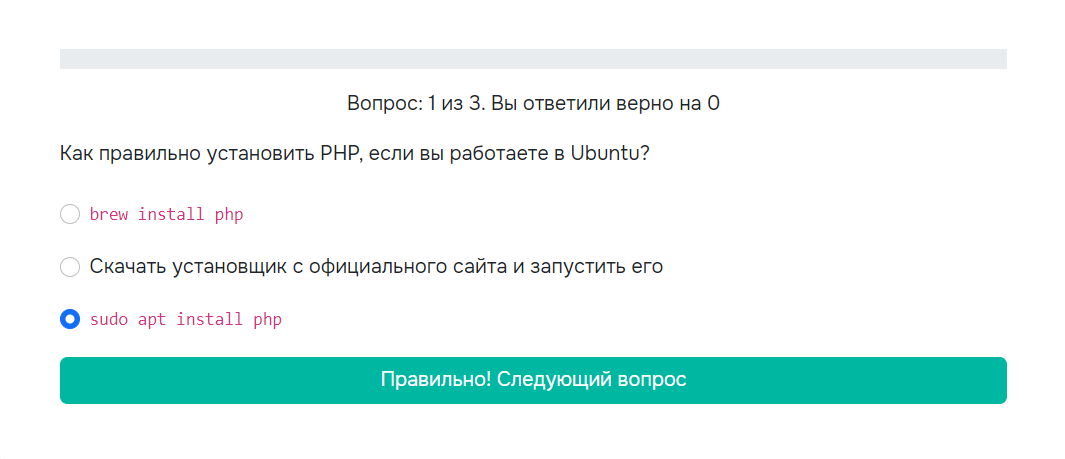 Вопрос: 1 из 3. Вы ответили верно на 0
Как правильно установить PHP, если вы работаете в Ubuntu?
brew install php
Скачать установщик с официального сайта и запустить его
sudo apt install php
Правильно! Следующий вопрос